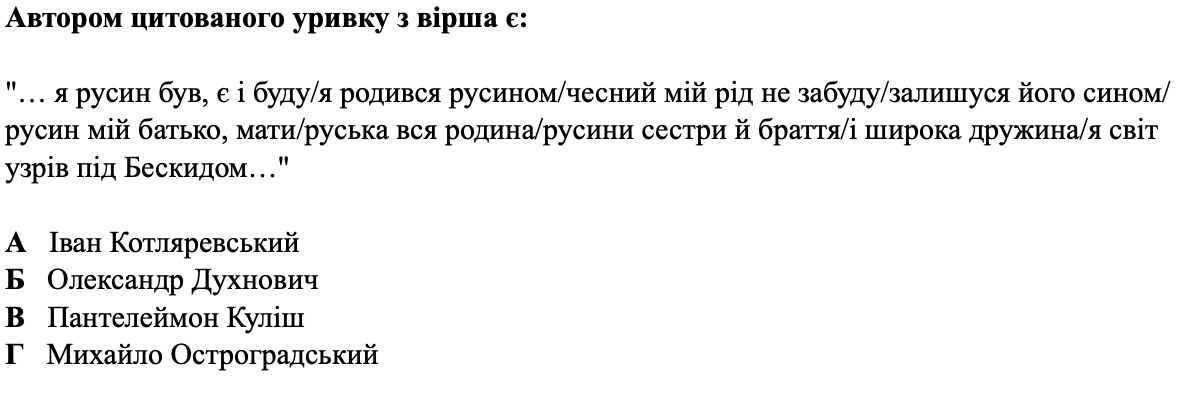 Автором цитованого уривку з вірша є:
"… я русин був, є і буду/я родився русином/чесний мій рід не забуду/залишуся його сином/
русин мій батько, мати/руська вся родина/русини сестри й браття/і широка дружина/я світ
узрів під Бескидом…"
А Іван Котляревський
Б Олександр Духнович
В Пантелеймон Куліш
Г Михайло Остроградський